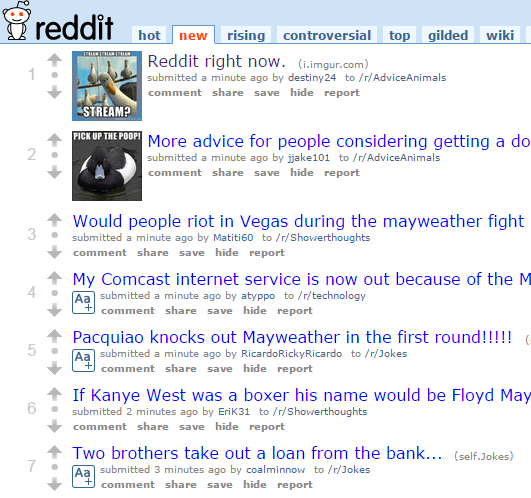 reddit hot new rising controversial top gilded wiki
STREAM STREAM STREAM
STREAM?
1
Reddit right now. (i.imgur.com)
submitted a minute ago by destiny24 to /r/AdviceAnimals
comment share save hide report
PICK UP THE POOP!
2
More advice for people considering getting a do
submitted a minute ago by jjake101 to /r/AdviceAnimals
comment share save hide report
3
Would people riot in Vegas during the mayweather fight
submitted a minute ago by Matiti60 to /r/Showerthoughts
comment share save hide report
4
My Comcast internet service is now out because of the M
Aa+
submitted a minute ago by atyppo to /r/technology
comment share save hide report
5
Pacquiao knocks out Mayweather in the first round!!!!! (
Aa+
submitted a minute ago by RicardoRickyRicardo to /r/Jokes
comment share save hide report
6
If Kanye West was a boxer his name would be Floyd May
submitted 2 minutes ago by EriK31 to /r/Showerthoughts
comment share save hide report
7
Two brothers take out a loan from the bank... (self.Jokes)
Aa+
submitted 3 minutes ago by coalminnow to /r/Jokes
comment share save hide report